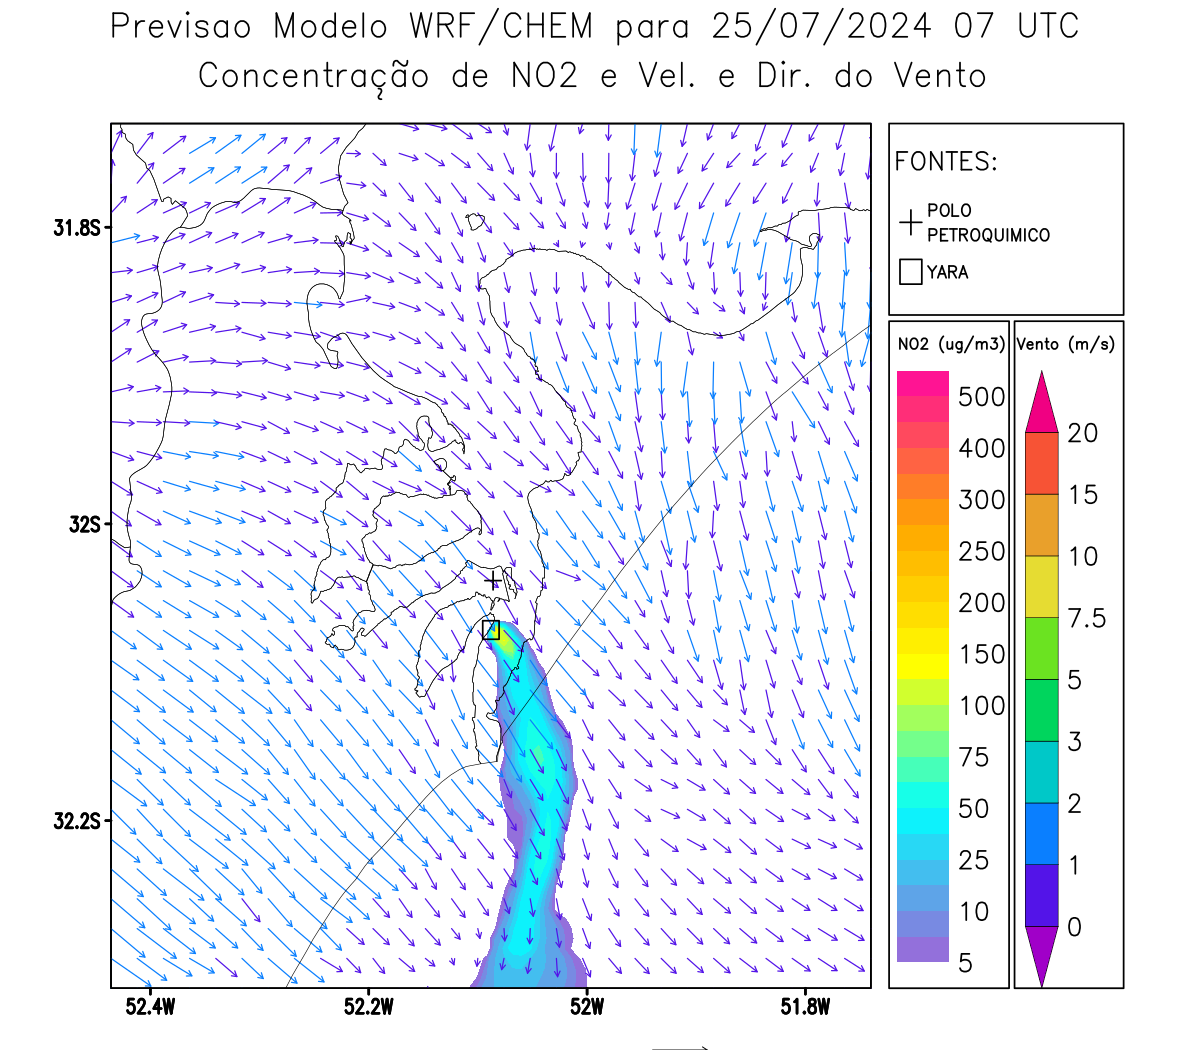 Previsao Modelo WRF/CHEM para 25/07/2024 07 UTC
Concentração de NO2 e Vel. e Dir. do Vento
FONTES:
POLO
PETROQUIMICO
YARA
31.8S
32S
32.2S
52.4W
52.2W
52W
51.8W
NO2 (ug/m3)
500
400
300
250
200
150
100
75
50
25
10
5
Vento (m/s)
20
15
10
7.5
5
3
2
1
0